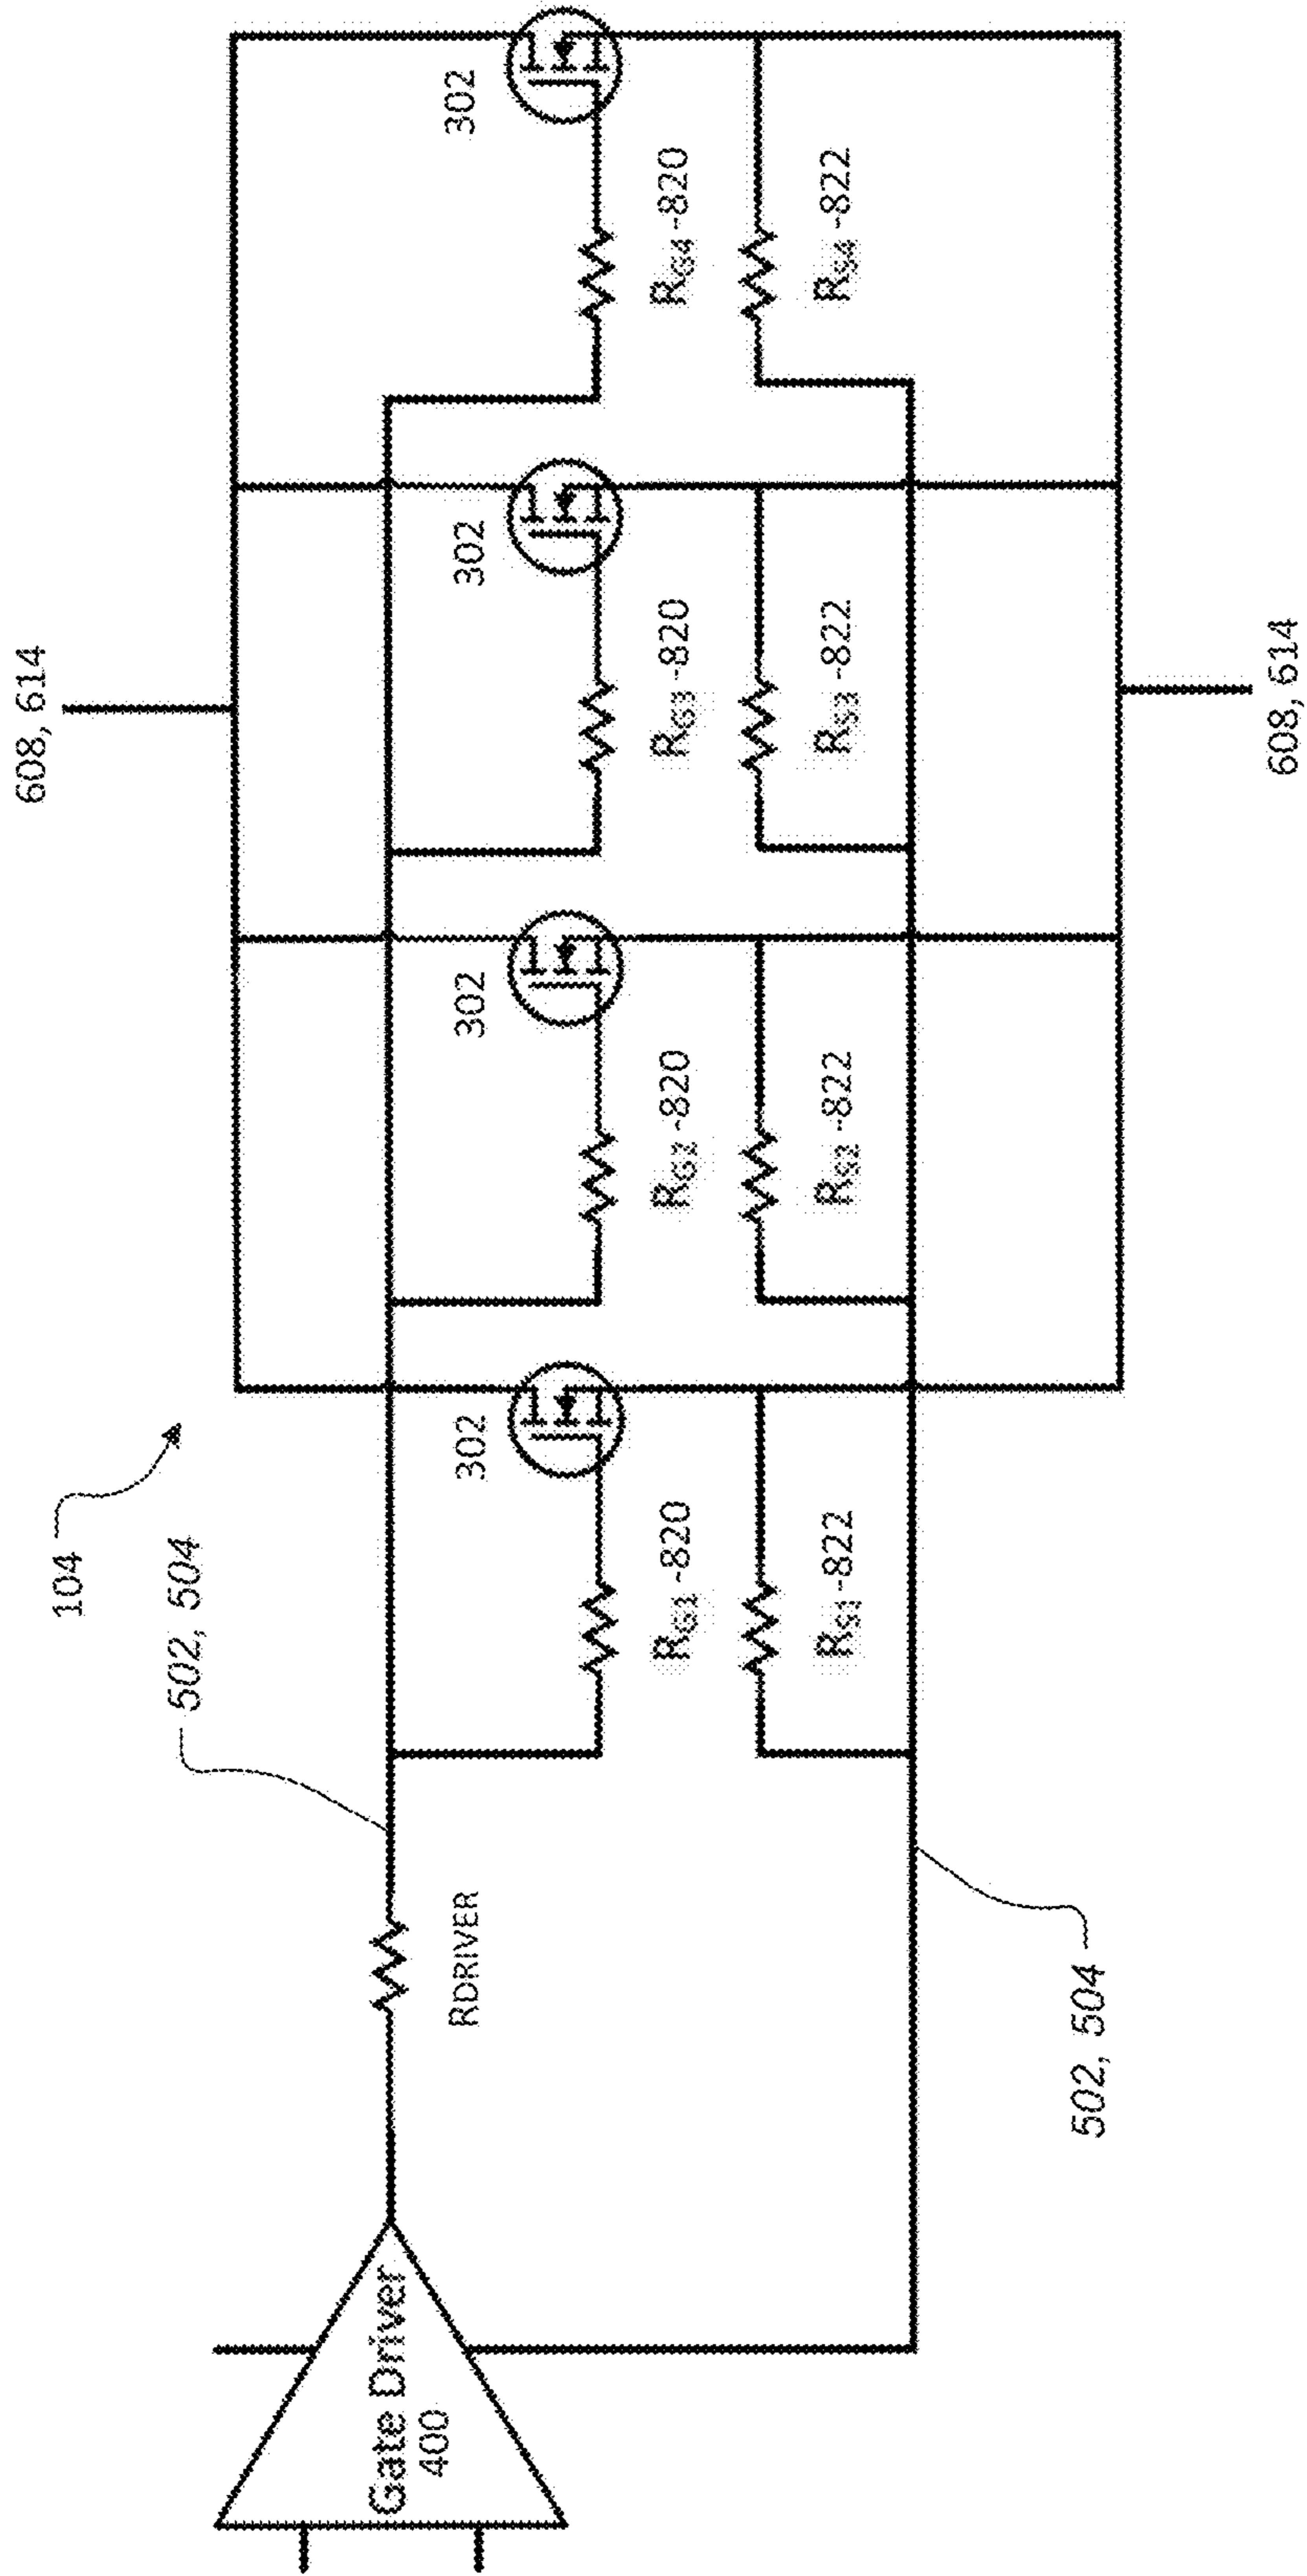 608, 614
104
502, 504
302
302
302
302
RDRIVER
Gate Driver
400
RG1 -820
RG2 -820
RG3 -820
RG4 -820
RS1 -822
RS2 -822
RS3 -822
RS4 -822
502, 504
608, 614